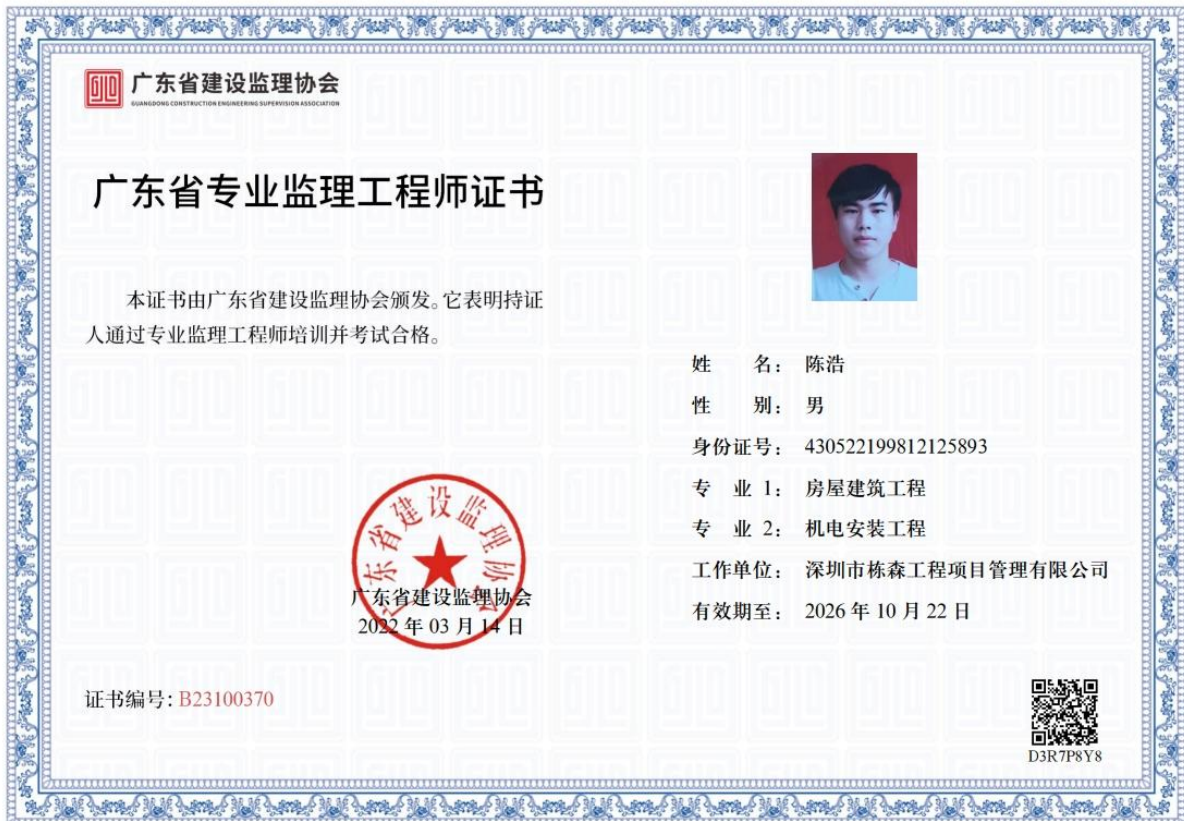 广东省建设监理协会
GUANGDONG CONSTRUCTION ENGINEERING SUPERVISION ASSOCIATION
广东省专业监理工程师证书
本证书由广东省建设监理协会颁发。它表明持证
人通过专业监理工程师培训并考试合格。
姓 名： 陈浩
性 别： 男
身份证号： 430522199812125893
专 业 1： 房屋建筑工程
专 业 2： 机电安装工程
工作单位： 深圳市栋森工程项目管理有限公司
有效期至： 2026 年 10 月 22 日
广东省建设监理协会
广东省建设监理协会
2022 年 03 月 14 日
证书编号：B23100370
D3R7P8Y8